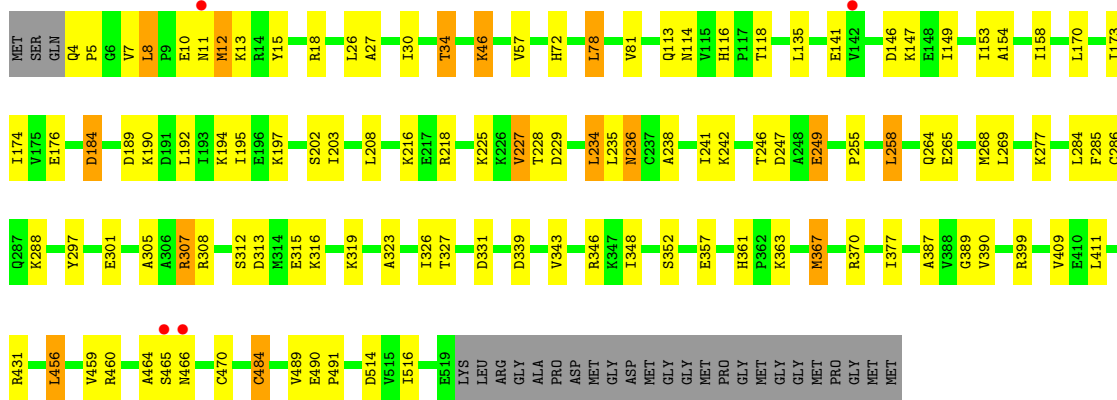 MET SER GLN Q4 P5 G6 V7 L8 P9 E10 N11 M12 K13 R14 Y15 R18 L26 A27 I30 T34 K46 V57 H72 L78 V81 Q113 N114 V115 H116 P117 T118 L135 E141 V142 D146 K147 E148 I149 I153 A154 I158 L170 I173
I174 V175 E176 D184 D189 K190 D191 L192 I193 K194 I195 E196 K197 S202 I203 L208 K216 E217 R218 K225 K226 V227 T228 D229 L234 L235 N236 C237 A238 I241 K242 T246 D247 A248 E249 P255 L258 Q264 E265 M268 L269 K277 L284 F285 C286
Q287 K288 Y297 E301 A305 A306 R307 R308 S312 D313 M314 E315 K316 K319 A323 I326 T327 D331 D339 V343 R346 K347 I348 S352 E357 H361 P362 K363 M367 R370 I377 A387 V388 G389 V390 R399 V409 E410 L411
R431 L456 V459 R460 A464 S465 N466 C470 C484 V489 E490 P491 D514 V515 I516 E519 LYS LEU ARG GLY ALA PRO ASP MET GLY ASP MET GLY GLY MET PRO GLY MET GLY GLY MET PRO GLY MET MET